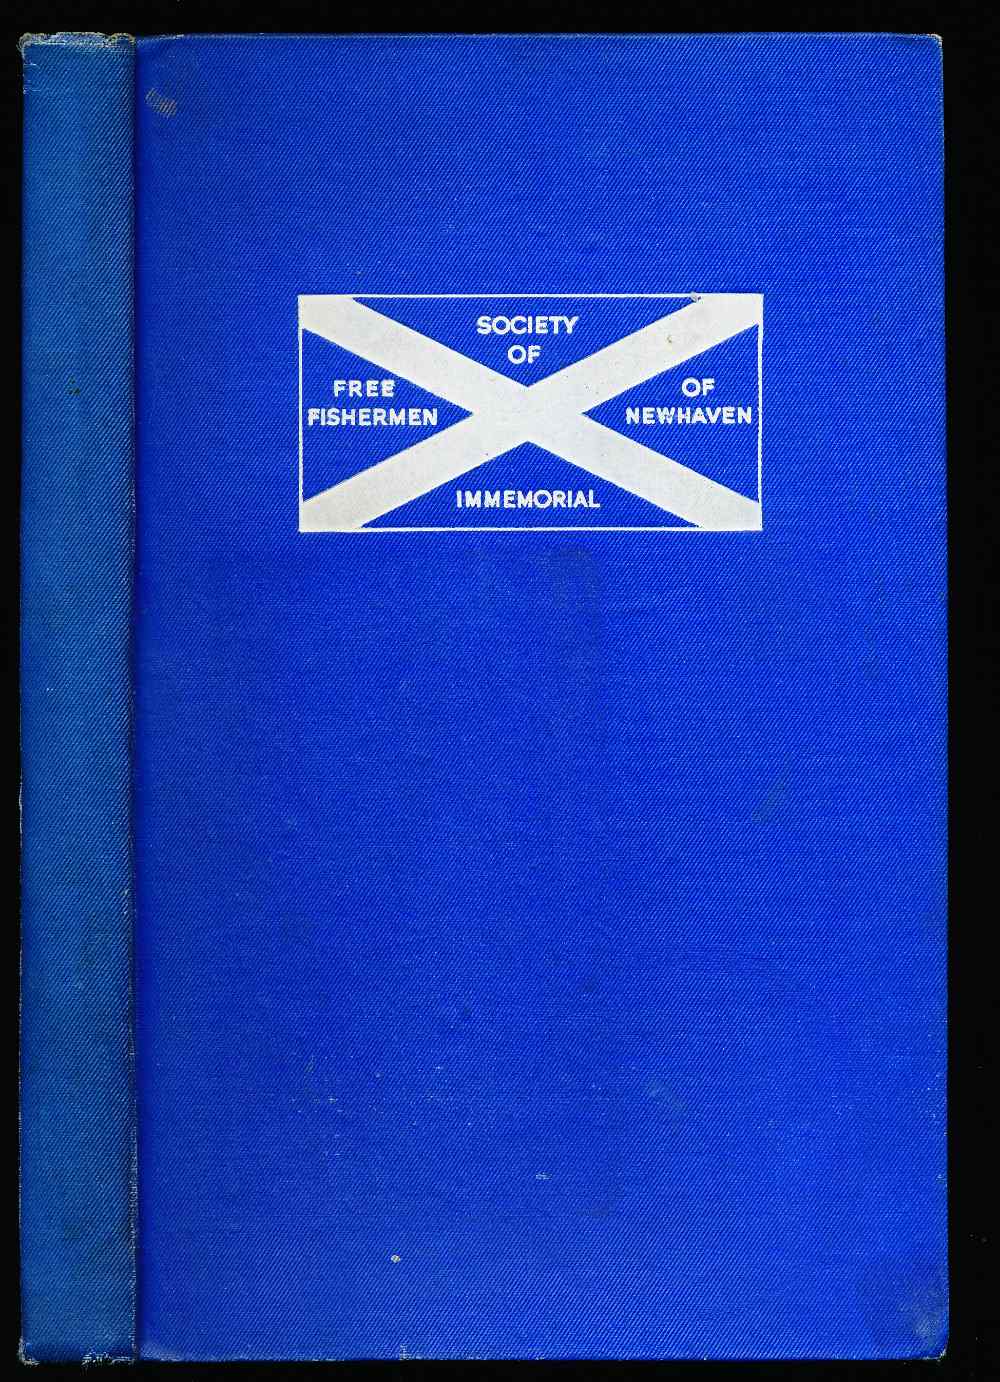 SOCIETY
OF
FREE
FISHERMEN
OF
NEWHAVEN
IMMEMORIAL